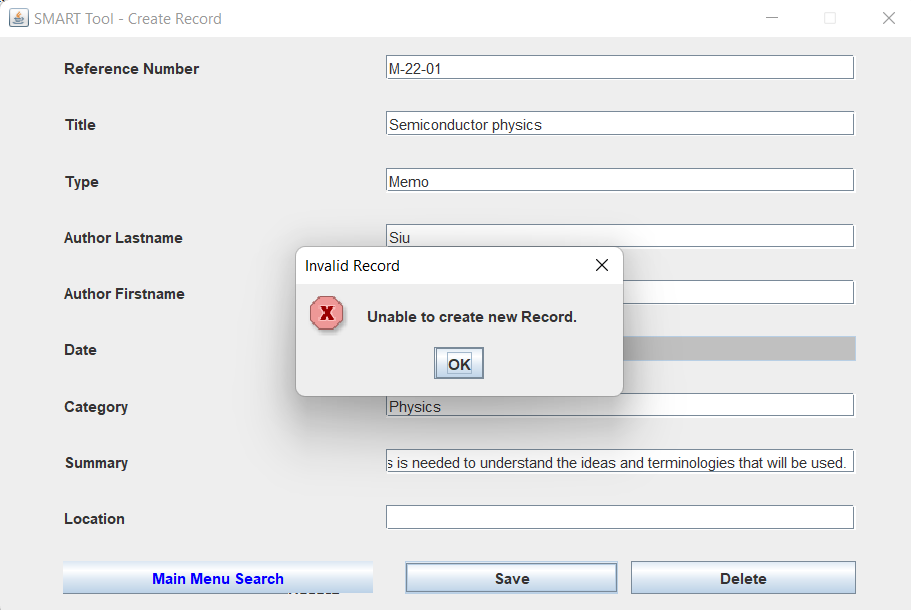 SMART Tool - Create Record
Reference Number M-22-01
Title Semiconductor physics
Type Memo
Author Lastname Siu
Invalid Record
Author Firstname
Unable to create new Record.
Date
OK
Category Physics
Summary s is needed to understand the ideas and terminologies that will be used.
Location
Main Menu Search Save Delete